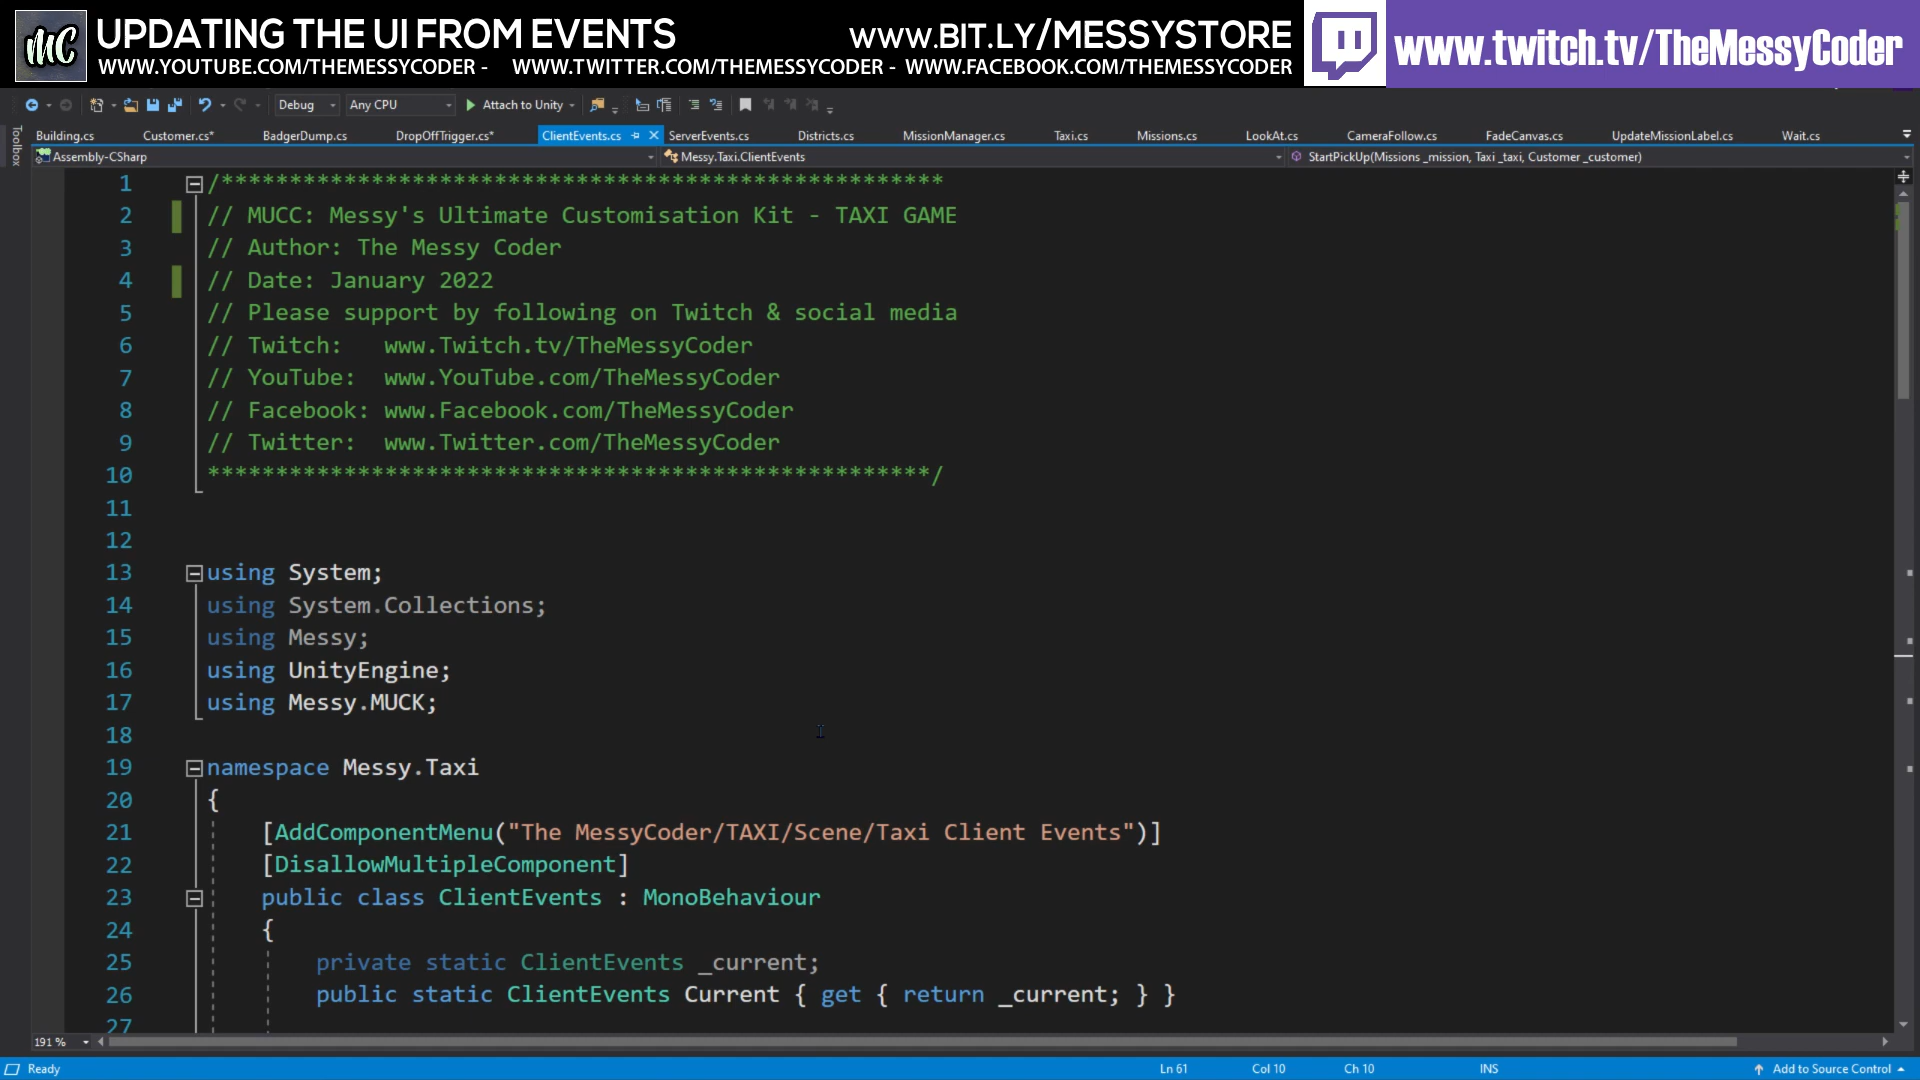 MC
UPDATING THE UI FROM EVENTS
WWW.BIT.LY/MESSYSTORE
WWW.YOUTUBE.COM/THEMESSYCODER - WWW.TWITTER.COM/THEMESSYCODER - WWW.FACEBOOK.COM/THEMESSYCODER
www.twitch.tv/TheMessyCoder
Debug Any CPU Attach to Unity
Toolbox
Building.cs Customer.cs* BadgerDump.cs DropOffTrigger.cs* ClientEvents.cs ServerEvents.cs Districts.cs MissionManager.cs Taxi.cs Missions.cs LookAt.cs CameraFollow.cs FadeCanvas.cs UpdateMissionLabel.cs Wait.cs
Assembly-CSharp Messy.Taxi.ClientEvents StartPickUp(Missions _mission, Taxi _taxi, Customer _customer)
1 /*****************************************************
2 // MUCC: Messy's Ultimate Customisation Kit - TAXI GAME
3 // Author: The Messy Coder
4 // Date: January 2022
5 // Please support by following on Twitch & social media
6 // Twitch: www.Twitch.tv/TheMessyCoder
7 // YouTube: www.YouTube.com/TheMessyCoder
8 // Facebook: www.Facebook.com/TheMessyCoder
9 // Twitter: www.Twitter.com/TheMessyCoder
10 *****************************************************/
11
12
13 using System;
14 using System.Collections;
15 using Messy;
16 using UnityEngine;
17 using Messy.MUCK;
18
19 namespace Messy.Taxi
20 {
21 [AddComponentMenu("The MessyCoder/TAXI/Scene/Taxi Client Events")]
22 [DisallowMultipleComponent]
23 public class ClientEvents : MonoBehaviour
24 {
25 private static ClientEvents _current;
26 public static ClientEvents Current { get { return _current; } }
27
191 %
Ready Ln 61 Col 10 Ch 10 INS Add to Source Control